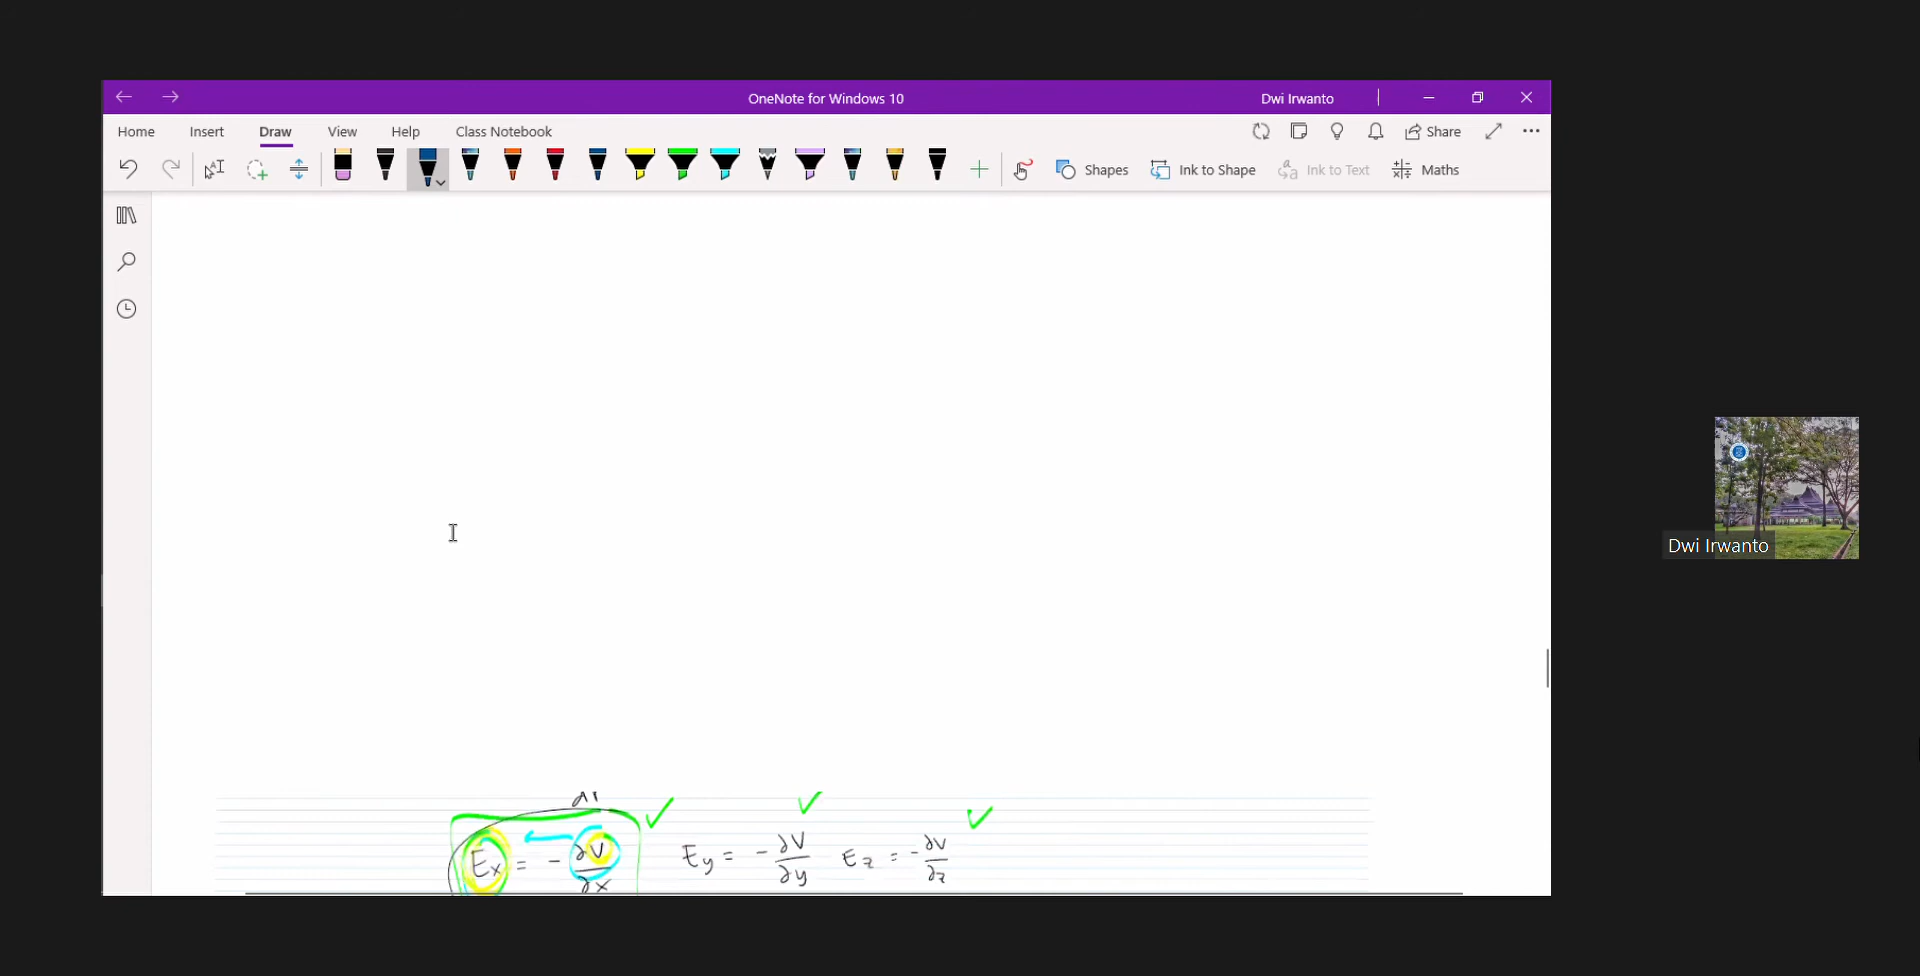 OneNote for Windows 10
Dwi Irwanto
Home Insert Draw View Help Class Notebook
Share
Shapes Ink to Shape Ink to Text Maths
Ex = - ∂V/∂x Ey = - ∂V/∂y Ez = - ∂V/∂z
Dwi Irwanto